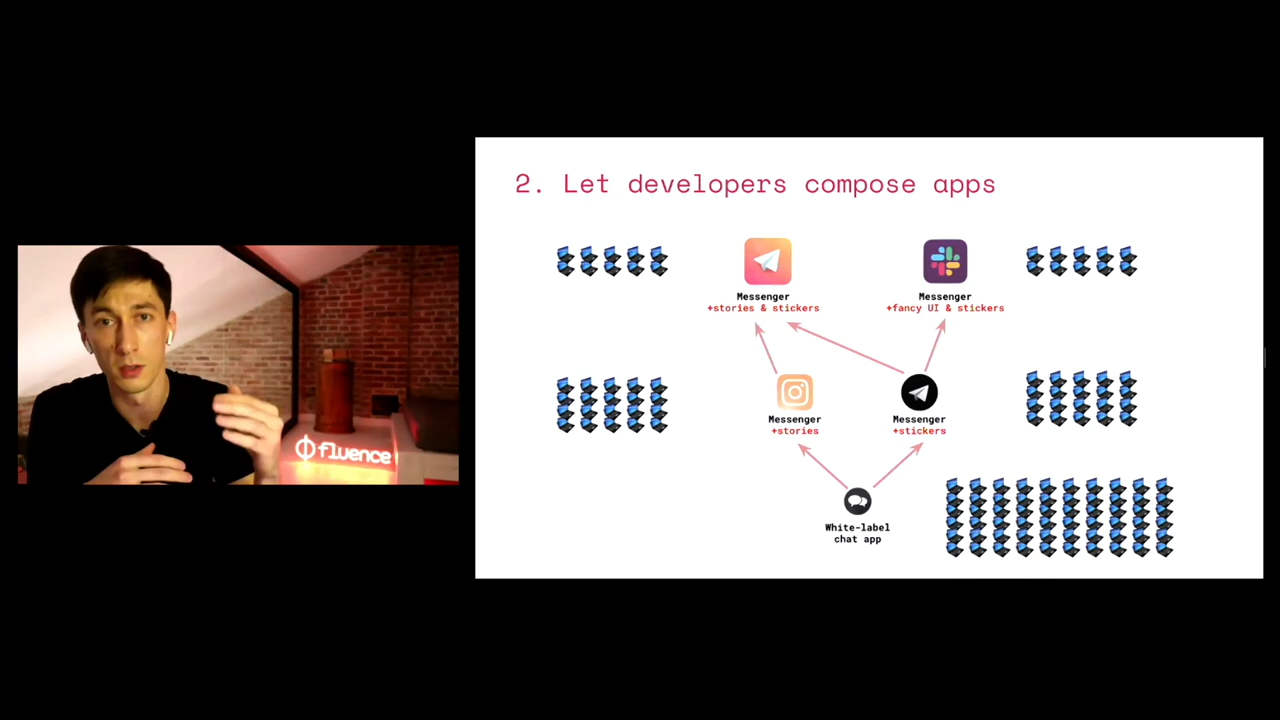 2. Let developers compose apps
Messenger
+stories & stickers
Messenger
+fancy UI & stickers
Messenger
+stories
Messenger
+stickers
White-label
chat app
fluence